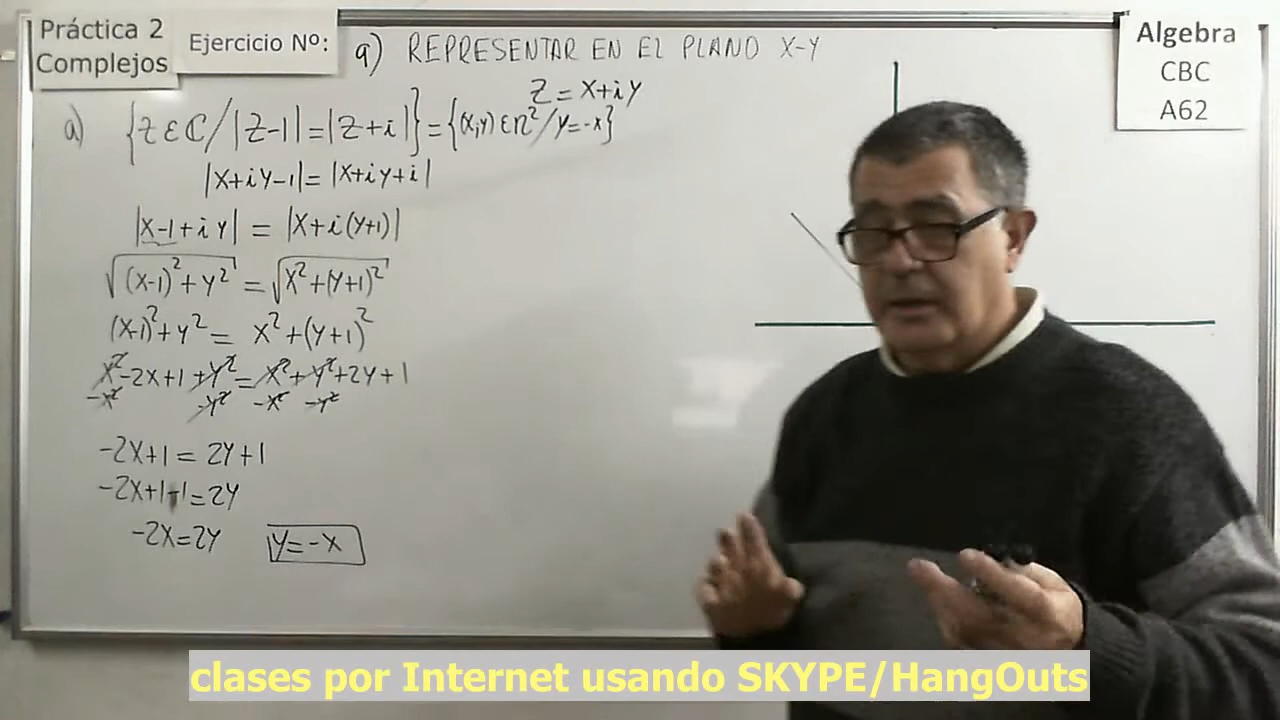 Práctica 2
Complejos
Ejercicio Nº:
a) REPRESENTAR EN EL PLANO X-Y
Algebra
CBC
A62
Z = X+iY
a) {Z ∈ ℂ / |Z-1| = |Z+i|} = {(X,Y) ∈ R² / Y=-X}
|X+iY-1| = |X+iY+i|
|X-1+iY| = |X+i(Y+1)|
√((X-1)²+Y²) = √(X²+(Y+1)²)
(X-1)²+Y² = X²+(Y+1)²
X²-2X+1+Y² = X²+Y²+2Y+1
-X² -Y² -X² -Y²
-2X+1 = 2Y+1
-2X+1-1=2Y
-2X=2Y Y=-X
clases por Internet usando SKYPE/HangOuts